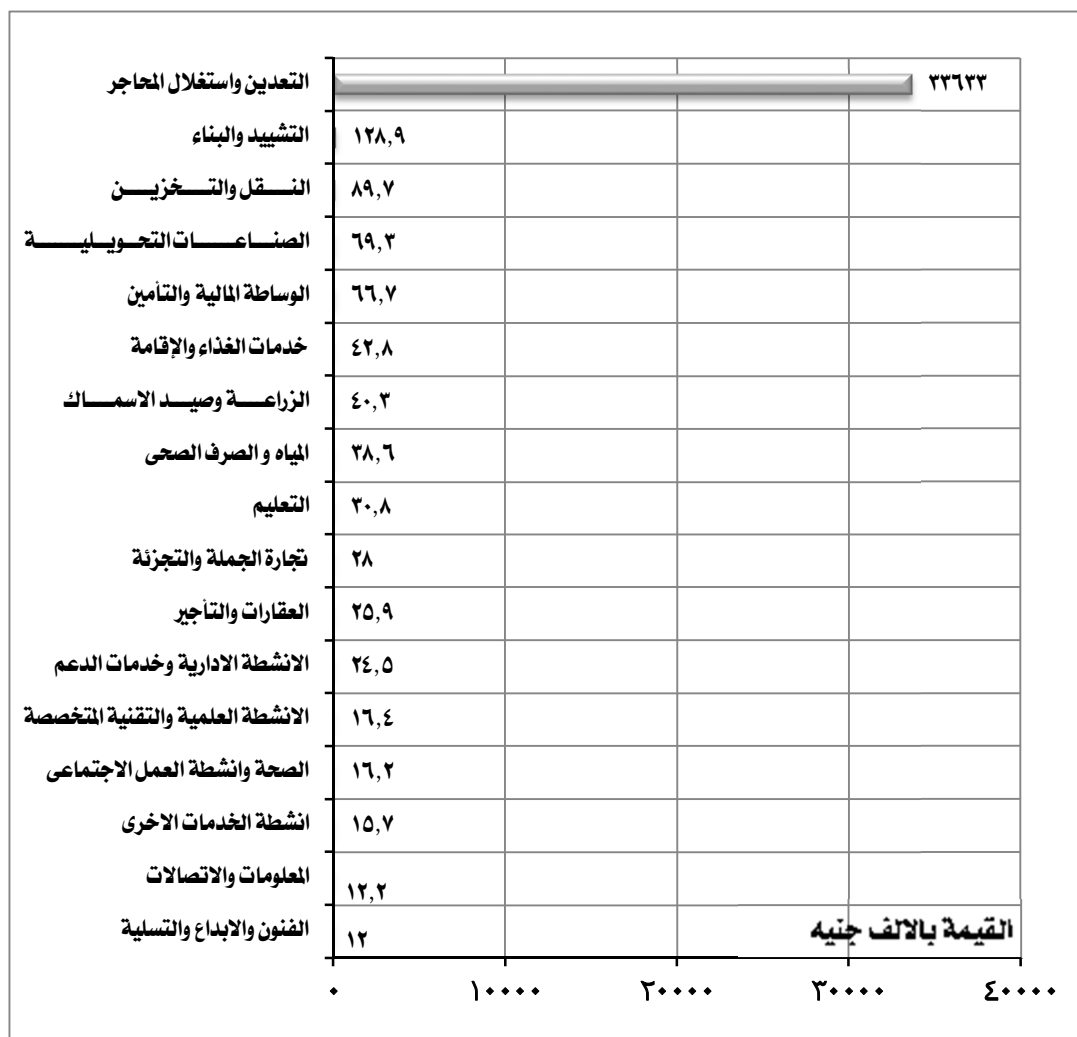 التعدين واستغلال المحاجر ٣٣٦٣٣
التشييد والبناء ١٢٨,٩
النقل والتخزين ٨٩,٧
الصناعات التحويلية ٦٩,٣
الوساطة المالية والتأمين ٦٦,٧
خدمات الغذاء والإقامة ٤٢,٨
الزراعة وصيد الاسماك ٤٠,٣
المياه و الصرف الصحى ٣٨,٦
التعليم ٣٠,٨
تجارة الجملة والتجزئة ٢٨
العقارات والتأجير ٢٥,٩
الانشطة الادارية وخدمات الدعم ٢٤,٥
الانشطة العلمية والتقنية المتخصصة ١٦,٤
الصحة وانشطة العمل الاجتماعى ١٦,٢
انشطة الخدمات الاخرى ١٥,٧
المعلومات والاتصالات ١٢,٢
الفنون والابداع والتسلية ١٢
القيمة بالالف جنيه
٠ ١٠٠٠٠ ٢٠٠٠٠ ٣٠٠٠٠ ٤٠٠٠٠